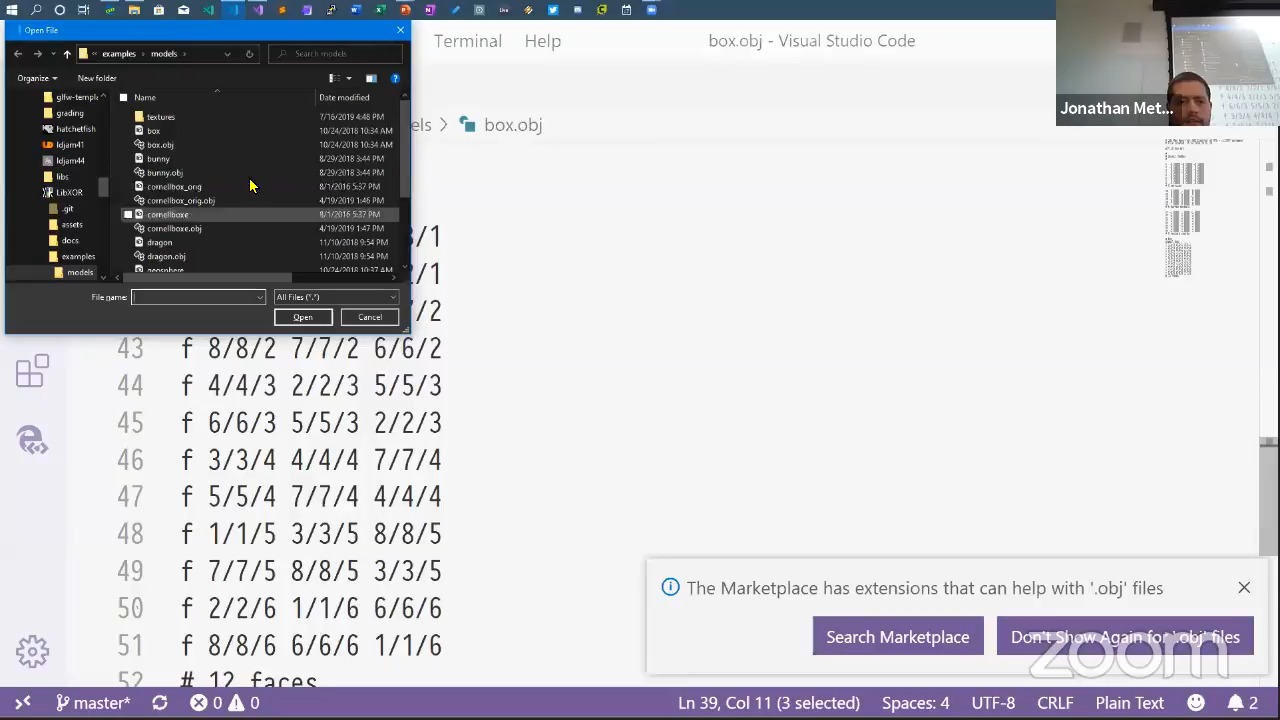 Open File
examples
models
Search models
Organize
New folder
Name
Date modified
glfw-templ
grading
hatchetfish
ldjam41
ldjam44
libs
LibXOR
.git
assets
docs
examples
models
textures 7/16/2019 4:48 PM
box 10/24/2018 10:34 AM
box.obj 10/24/2018 10:34 AM
bunny 8/29/2018 3:44 PM
bunny.obj 8/29/2018 3:44 PM
cornellbox_orig 8/1/2016 5:37 PM
cornellbox_orig.obj 4/19/2019 1:46 PM
cornellboxe 8/1/2016 5:37 PM
cornellboxe.obj 4/19/2019 1:47 PM
dragon 11/10/2018 9:54 PM
dragon.obj 11/10/2018 9:54 PM
geosphere 10/24/2018 10:37 AM
File name:
All Files (*.*)
Open
Cancel
Terminal Help
box.obj - Visual Studio Code
Jonathan Met...
els > box.obj
/1
/1
/2
43 f 8/8/2 7/7/2 6/6/2
44 f 4/4/3 2/2/3 5/5/3
45 f 6/6/3 5/5/3 2/2/3
46 f 3/3/4 4/4/4 7/7/4
47 f 5/5/4 7/7/4 4/4/4
48 f 1/1/5 3/3/5 8/8/5
49 f 7/7/5 8/8/5 3/3/5
50 f 2/2/6 1/1/6 6/6/6
51 f 8/8/6 6/6/6 1/1/6
52 # 12 faces
The Marketplace has extensions that can help with '.obj' files
Search Marketplace
Don't Show Again for '.obj' files
zoom
master*
0
0
Ln 39, Col 11 (3 selected)
Spaces: 4
UTF-8
CRLF
Plain Text
2